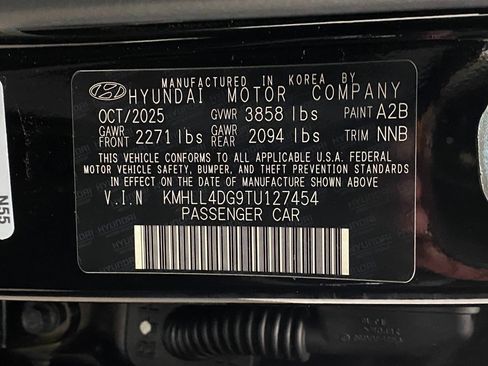 MANUFACTURED IN KOREA BY
HYUNDAI MOTOR COMPANY
OCT/2025 GVWR 3858 lbs PAINT A2B
GAWR FRONT 2271 lbs GAWR REAR 2094 lbs TRIM NNB
THIS VEHICLE CONFORMS TO ALL APPLICABLE U.S.A. FEDERAL
MOTOR VEHICLE SAFETY, BUMPER, AND THEFT PREVENTION STANDARDS
IN EFFECT ON THE DATE OF MANUFACTURE SHOWN ABOVE.
V.I.N KMHLL4DG9TU127454
PASSENGER CAR
N55